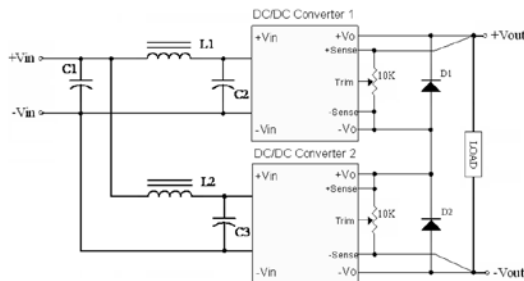 DC/DC Converter 1
+Vin
L1
+Vin
+Vo
+Vout
+Sense
C1
C2
Trim
10K
D1
-Sense
-Vin
-Vin
-Vo
DC/DC Converter 2
LOAD
L2
+Vin
+Vo
+Sense
C3
Trim
10K
D2
-Sense
-Vin
-Vo
-Vout